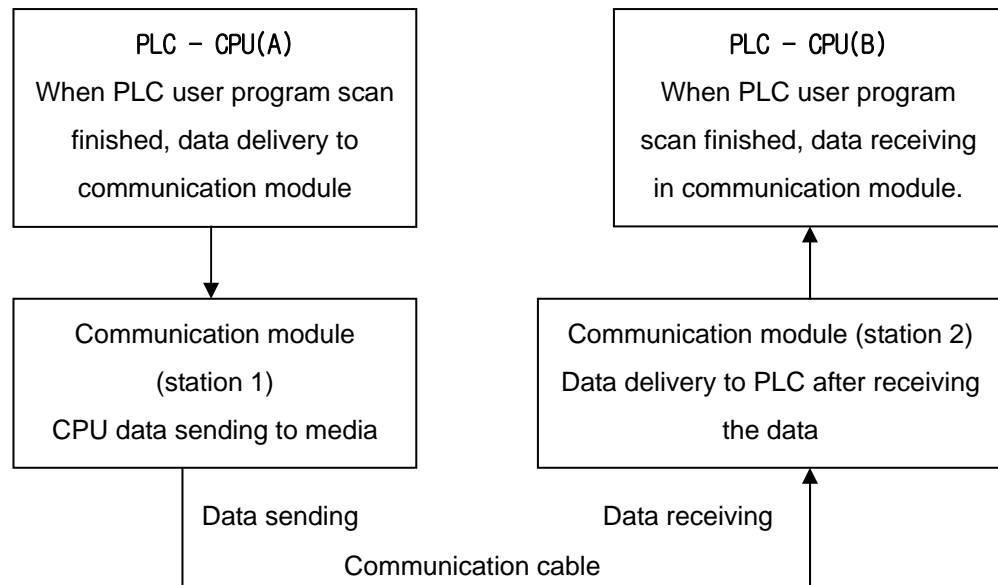 PLC - CPU(A)
When PLC user program scan
finished, data delivery to
communication module
PLC - CPU(B)
When PLC user program
scan finished, data receiving
in communication module.
Communication module
(station 1)
CPU data sending to media
Communication module (station 2)
Data delivery to PLC after receiving
the data
Data sending
Data receiving
Communication cable